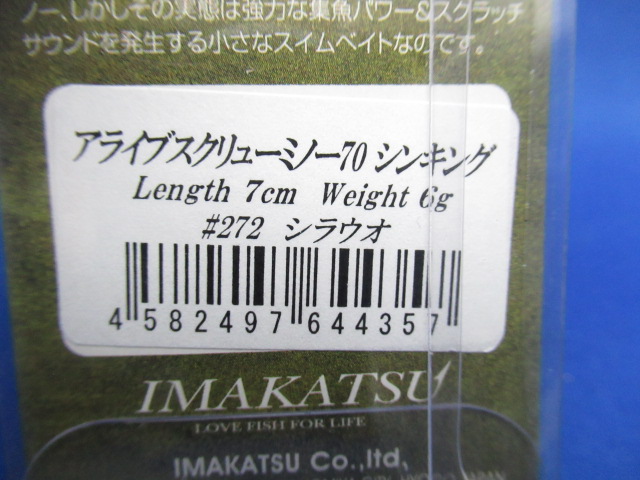 ノー、しかしその実態は強力な集魚パワー&スクラッチ
サウンドを発生する小さなスイムベイトなのです。
アライブスクリューミノー70 シンキング
Length 7cm Weight 6g
#272 シラウオ
4 582497 644357
IMAKATSU
LOVE FISH FOR LIFE
IMAKATSU Co.,ltd,